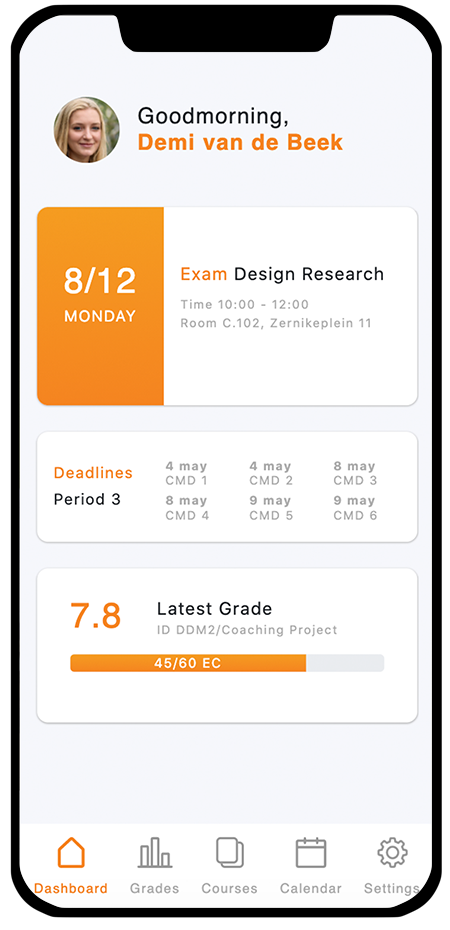 Goodmorning,
Demi van de Beek
8/12
MONDAY
Exam Design Research
Time 10:00 - 12:00
Room C.102, Zernikeplein 11
Deadlines
Period 3
4 may
CMD 1
4 may
CMD 2
8 may
CMD 3
8 may
CMD 4
9 may
CMD 5
9 may
CMD 6
7.8
Latest Grade
ID DDM2/Coaching Project
45/60 EC
Dashboard
Grades
Courses
Calendar
Settings